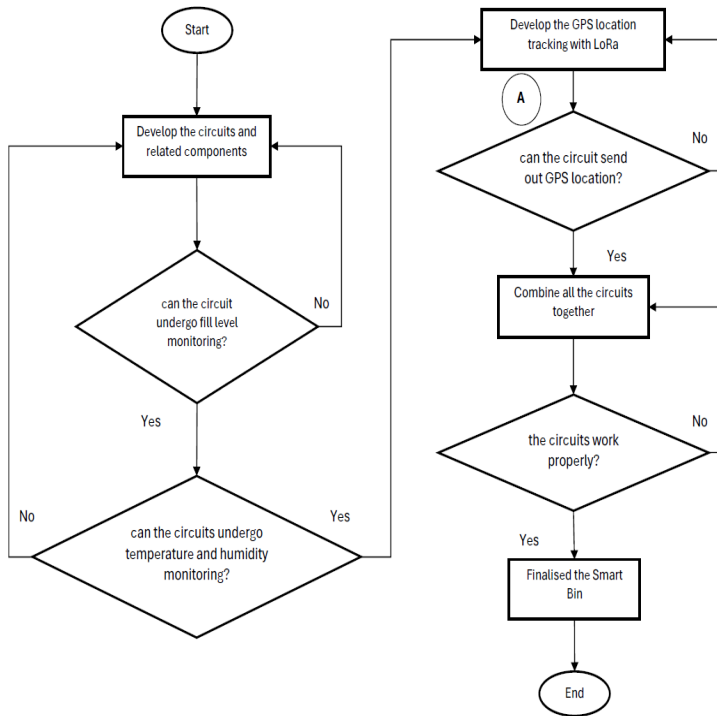 Start
Develop the circuits and
related components
can the circuit
undergo fill level
monitoring?
No
Yes
No
can the circuits undergo
temperature and humidity
monitoring?
Yes
Develop the GPS location
tracking with LoRa
A
can the circuit send
out GPS location?
No
Yes
Combine all the circuits
together
the circuits work
properly?
No
Yes
Finalised the Smart
Bin
End